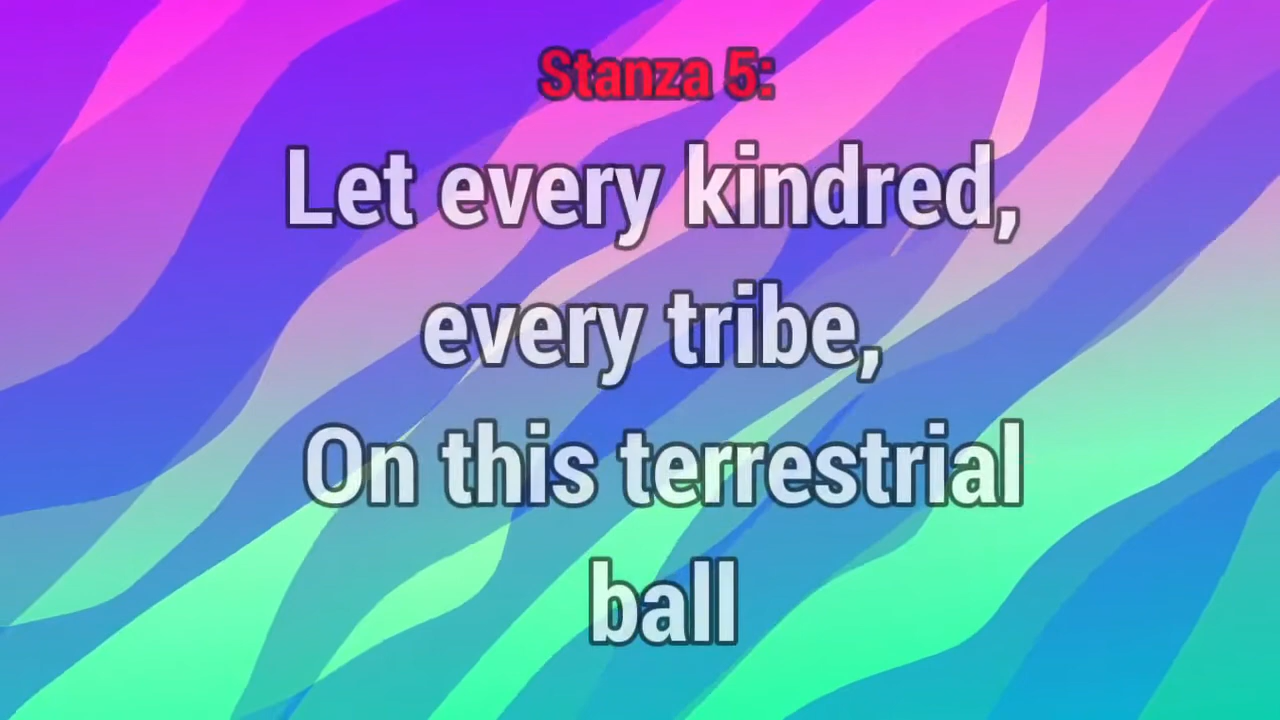 Stanza 5:
Let every kindred,
every tribe,
On this terrestrial
ball